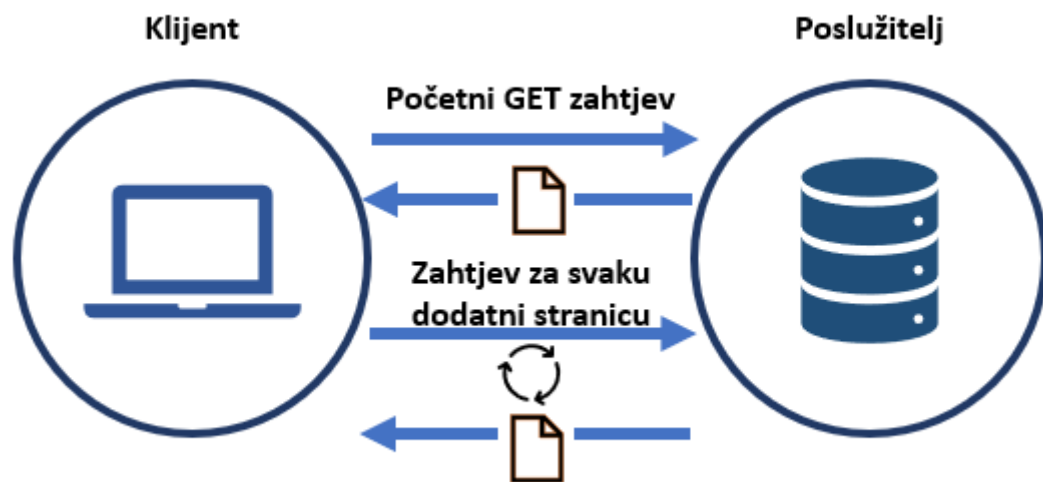 Klijent
Poslužitelj
Početni GET zahtjev
Zahtjev za svaku
dodatni stranicu